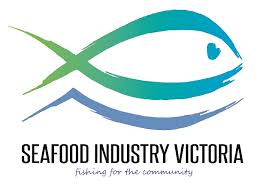 SEAFOOD INDUSTRY VICTORIA
fishing for the community